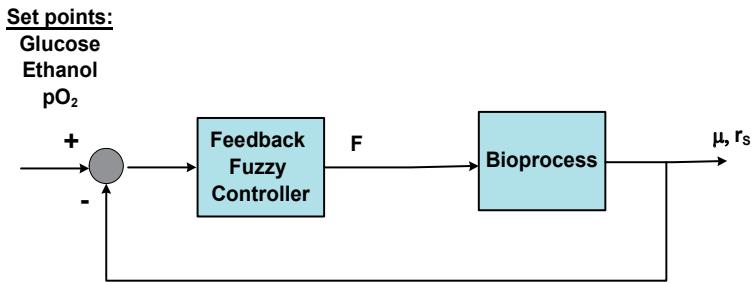 Set points:
Glucose
Ethanol
pO₂
+
-
Feedback
Fuzzy
Controller
F
Bioprocess
μ, rₛ